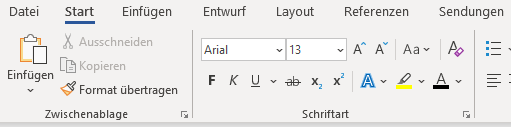 Datei Start Einfügen Entwurf Layout Referenzen Sendungen
Einfügen
Ausschneiden
Kopieren
Format übertragen
Zwischenablage
Arial 13 A A Aa A
F K U ab x₂ x² A A
Schriftart